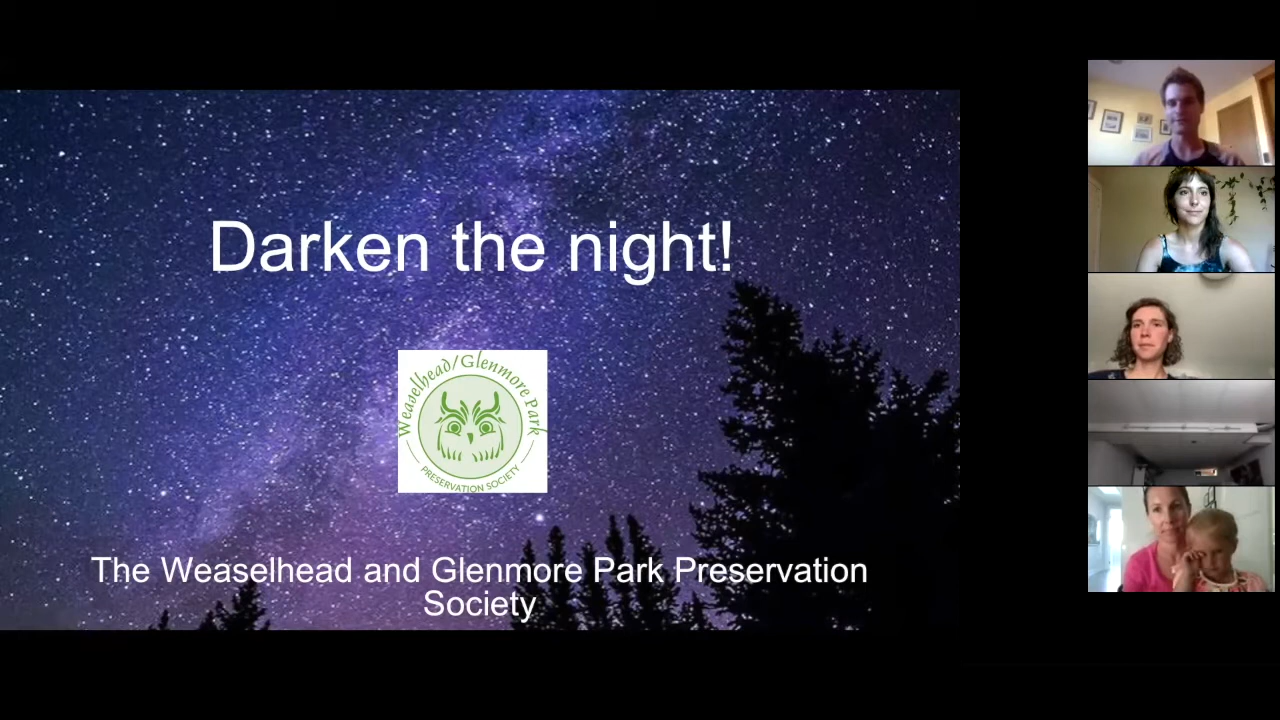 Darken the night!
Weaselhead/Glenmore Park
PRESERVATION SOCIETY
The Weaselhead and Glenmore Park Preservation
Society